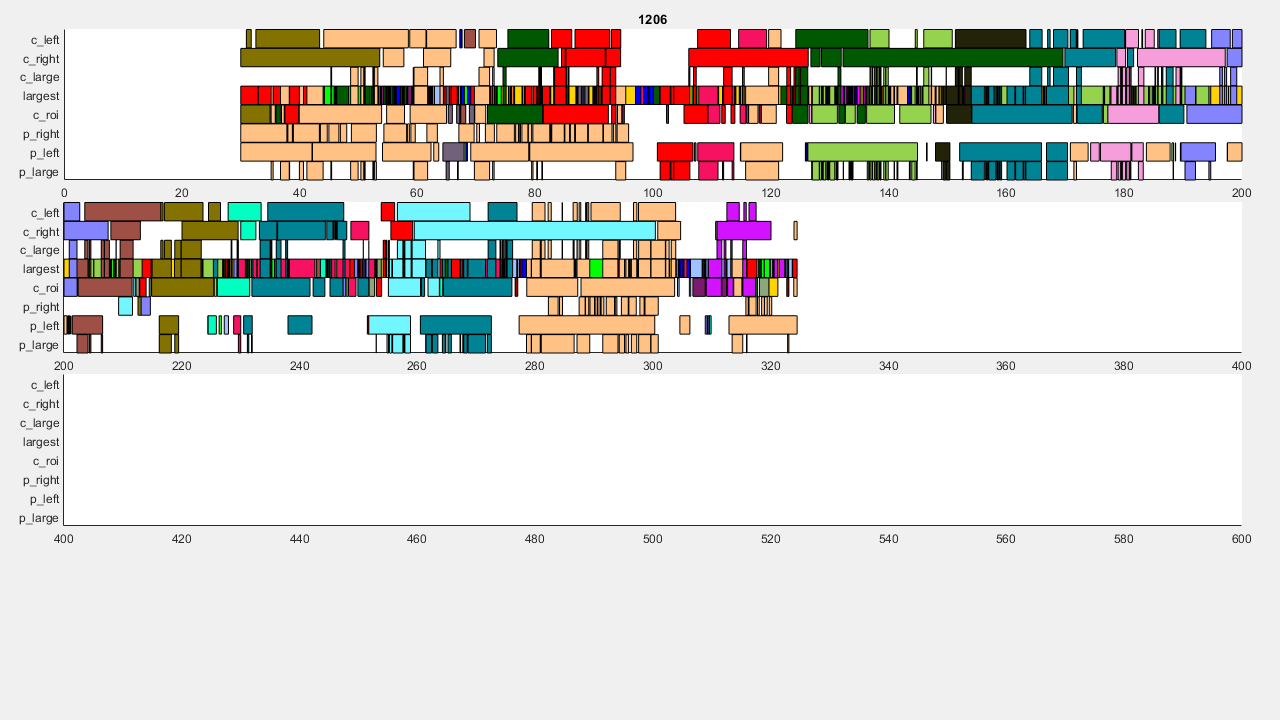 1206
c_left
c_right
c_large
largest
c_roi
p_right
p_left
p_large
0 20 40 60 80 100 120 140 160 180 200
c_left
c_right
c_large
largest
c_roi
p_right
p_left
p_large
200 220 240 260 280 300 320 340 360 380 400
c_left
c_right
c_large
largest
c_roi
p_right
p_left
p_large
400 420 440 460 480 500 520 540 560 580 600